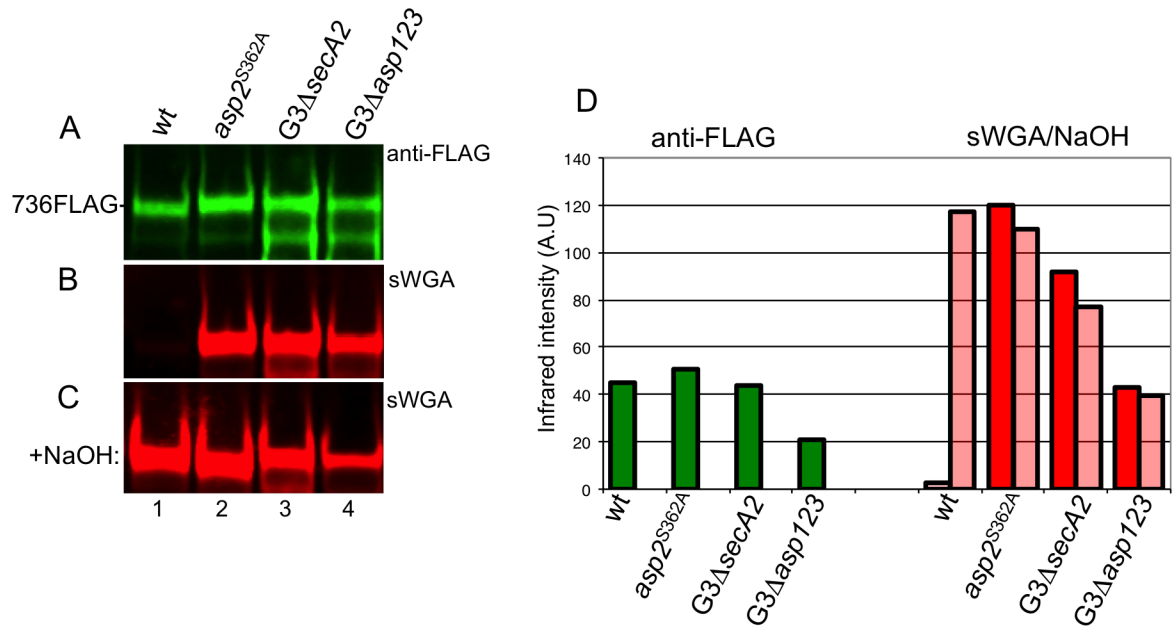 wt
asp2S362A
G3ΔsecA2
G3Δasp123
A
anti-FLAG
736FLAG-
B
sWGA
C
sWGA
+NaOH:
1 2 3 4
D
anti-FLAG sWGA/NaOH
Infrared intensity (A.U)
140
120
100
80
60
40
20
0
wt
asp2S362A
G3ΔsecA2
G3Δasp123
wt
asp2S362A
G3ΔsecA2
G3Δasp123